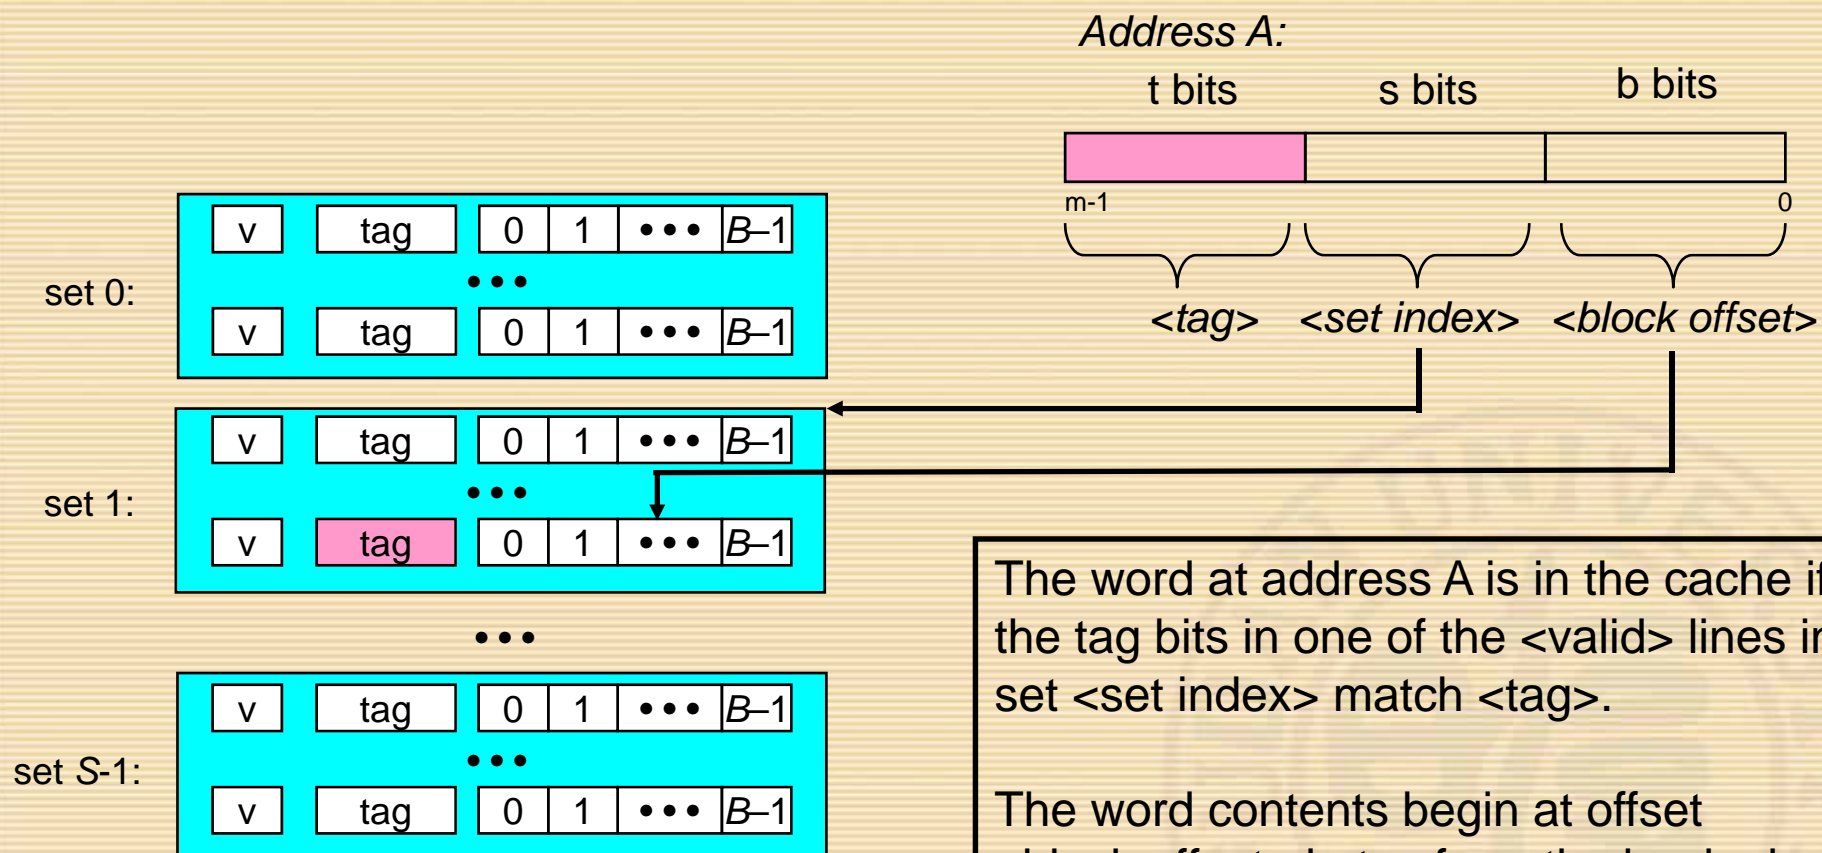 Address A:
t bits s bits b bits
m-1 0
<tag> <set index> <block offset>
set 0:
v tag 0 1 ••• B–1
•••
v tag 0 1 ••• B–1
set 1:
v tag 0 1 ••• B–1
•••
v tag 0 1 ••• B–1
•••
set S-1:
v tag 0 1 ••• B–1
•••
v tag 0 1 ••• B–1
The word at address A is in the cache if
the tag bits in one of the <valid> lines in
set <set index> match <tag>.
The word contents begin at offset